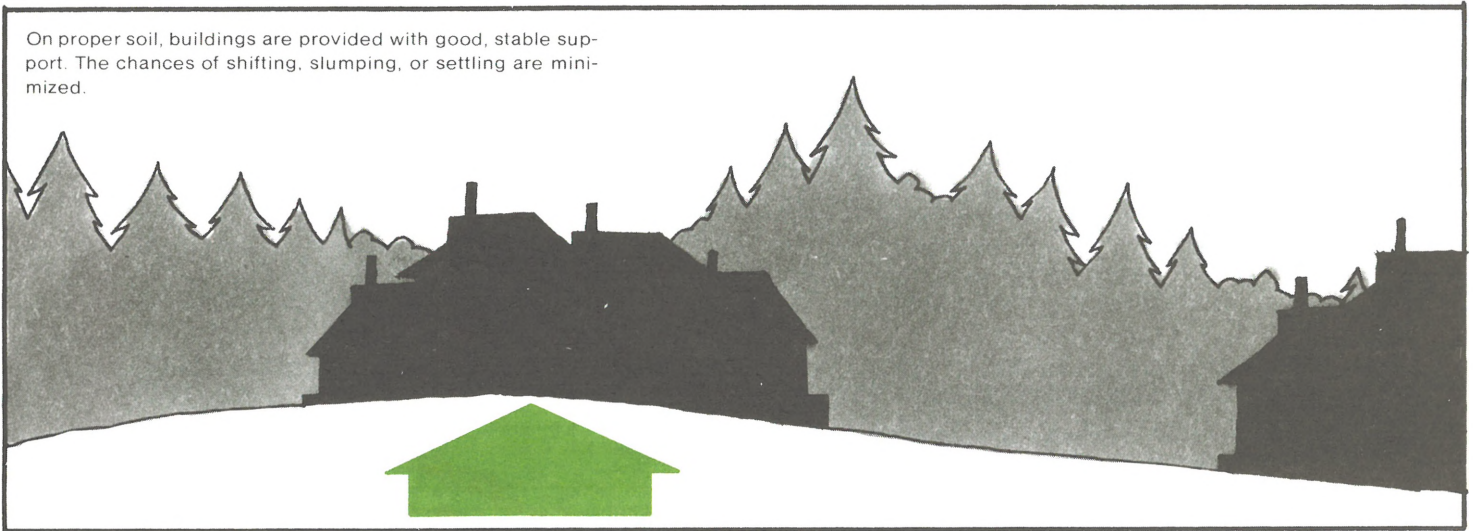 On proper soil, buildings are provided with good, stable sup-
port. The chances of shifting, slumping, or settling are mini-
mized.